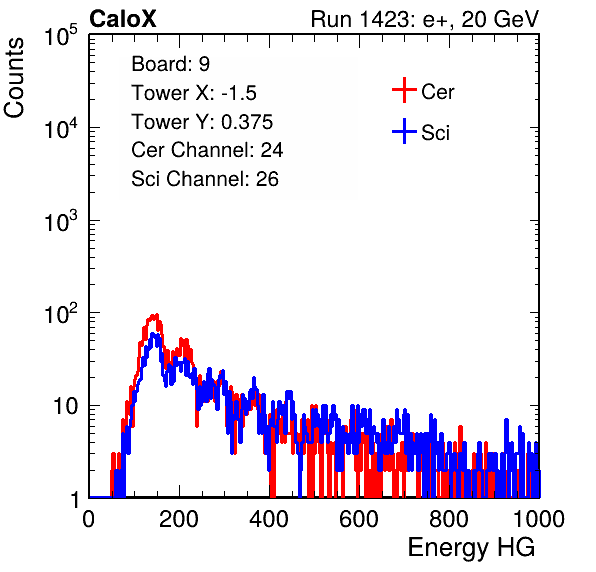 CaloX
Run 1423: e+, 20 GeV
Counts
Board: 9
Tower X: -1.5
Tower Y: 0.375
Cer Channel: 24
Sci Channel: 26
Cer
Sci
10^5
10^4
10^3
10^2
10
1
0 200 400 600 800 1000
Energy HG